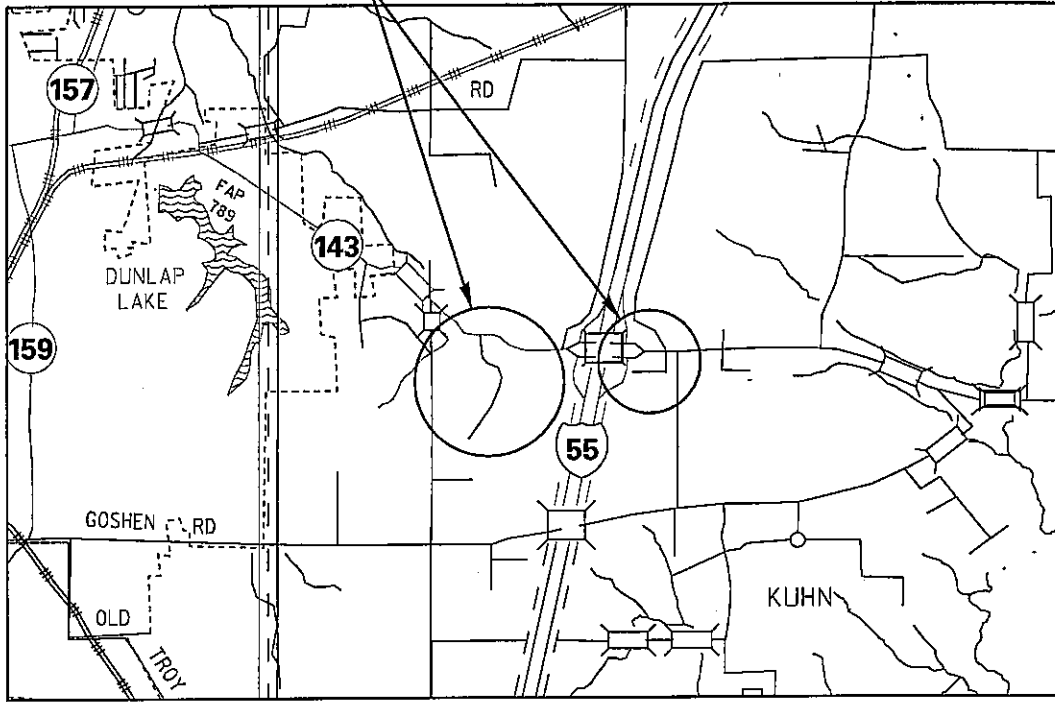 157
RD
FAP
789
143
DUNLAP
LAKE
159
55
GOSHEN RD
KUHN
OLD
TROY